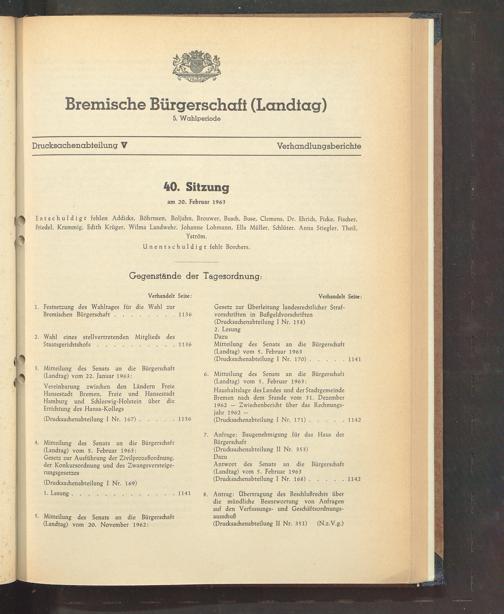 Bremische Bürgerschaft (Landtag)
5. Wahlperiode
Drucksachenabteilung V
Verhandlungsberichte
40. Sitzung
am 20. Februar 1963
Entschuldigt fehlen Addicks, Böhrnsen, Boljahn, Brouwer, Busch, Buse, Clemens, Dr. Ehrich, Fischer,
Friedel, Krammig, Edith Krüger, Wilma Landwehr, Johanne Lohmann, Ella Müller, Schlüter, Anna Stiegler, Theil,
Yström.
Unentschuldigt fehlt Borchers.
Gegenstände der Tagesordnung:
Verhandelt Seite:
1. Festsetzung des Wahltages für die Wahl zur
Bremischen Bürgerschaft . . . . . . . . 1136
2. Wahl eines stellvertretenden Mitglieds des
Staatsgerichtshofs . . . . . . . . . . 1136
3. Mitteilung des Senats an die Bürgerschaft
(Landtag) vom 22. Januar 1963:
Vereinbarung zwischen den Ländern Freie
Hansestadt Bremen, Freie und Hansestadt
Hamburg und Schleswig-Holstein über die
Errichtung des Hansa-Kollegs
(Drucksachenabteilung I Nr. 167) . . . . . 1136
4. Mitteilung des Senats an die Bürgerschaft
(Landtag) vom 5. Februar 1963:
Gesetz zur Ausführung der Zivilprozeßordnung,
der Konkursordnung und des Zwangsversteige-
rungsgesetzes
(Drucksachenabteilung I Nr. 169)
1. Lesung . . . . . . . . . . . . . 1141
5. Mitteilung des Senats an die Bürgerschaft
(Landtag) vom 20. November 1962:
Verhandelt Seite:
Gesetz zur Überleitung landesrechtlicher Straf-
vorschriften in Bußgeldvorschriften
(Drucksachenabteilung I Nr. 154)
2. Lesung
Dazu
Mitteilung des Senats an die Bürgerschaft
(Landtag) vom 5. Februar 1963
(Drucksachenabteilung I Nr. 170) . . . . . 1141
6. Mitteilung des Senats an die Bürgerschaft
(Landtag) vom 5. Februar 1963:
Haushaltslage des Landes und der Stadtgemeinde
Bremen nach dem Stande vom 31. Dezember
1962 — Zwischenbericht über das Rechnungs-
jahr 1962 —
(Drucksachenabteilung I Nr. 171) . . . . . 1142
7. Anfrage: Baugenehmigung für das Haus der
Bürgerschaft
(Drucksachenabteilung II Nr. 353)
Dazu
Antwort des Senats an die Bürgerschaft
(Landtag) vom 5. Februar 1963
(Drucksachenabteilung I Nr. 168) . . . . . 1142
8. Antrag: Übertragung des Beschlußrechts über
die mündliche Beantwortung von Anfragen
auf den Verfassungs- und Geschäftsordnungs-
ausschuß
(Drucksachenabteilung II Nr. 351) (N.z.V.g.)